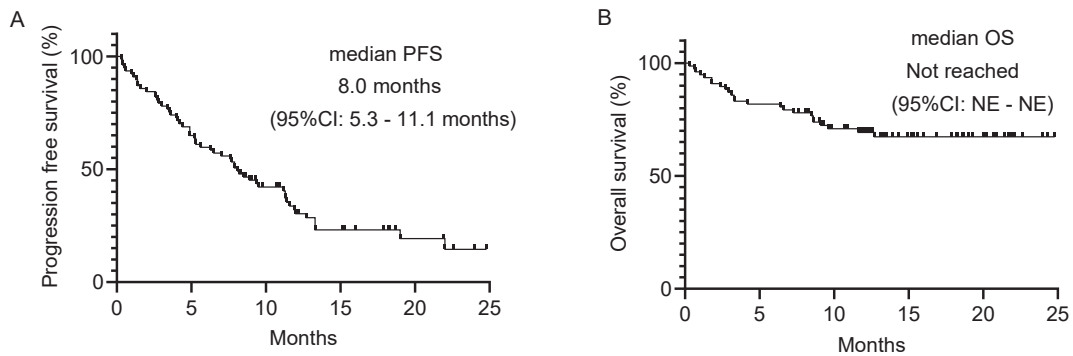 A
Progression free survival (%)
median PFS
8.0 months
(95%CI: 5.3 - 11.1 months)
100
50
0
0 5 10 15 20 25
Months
B
Overall survival (%)
median OS
Not reached
(95%CI: NE - NE)
100
50
0
0 5 10 15 20 25
Months